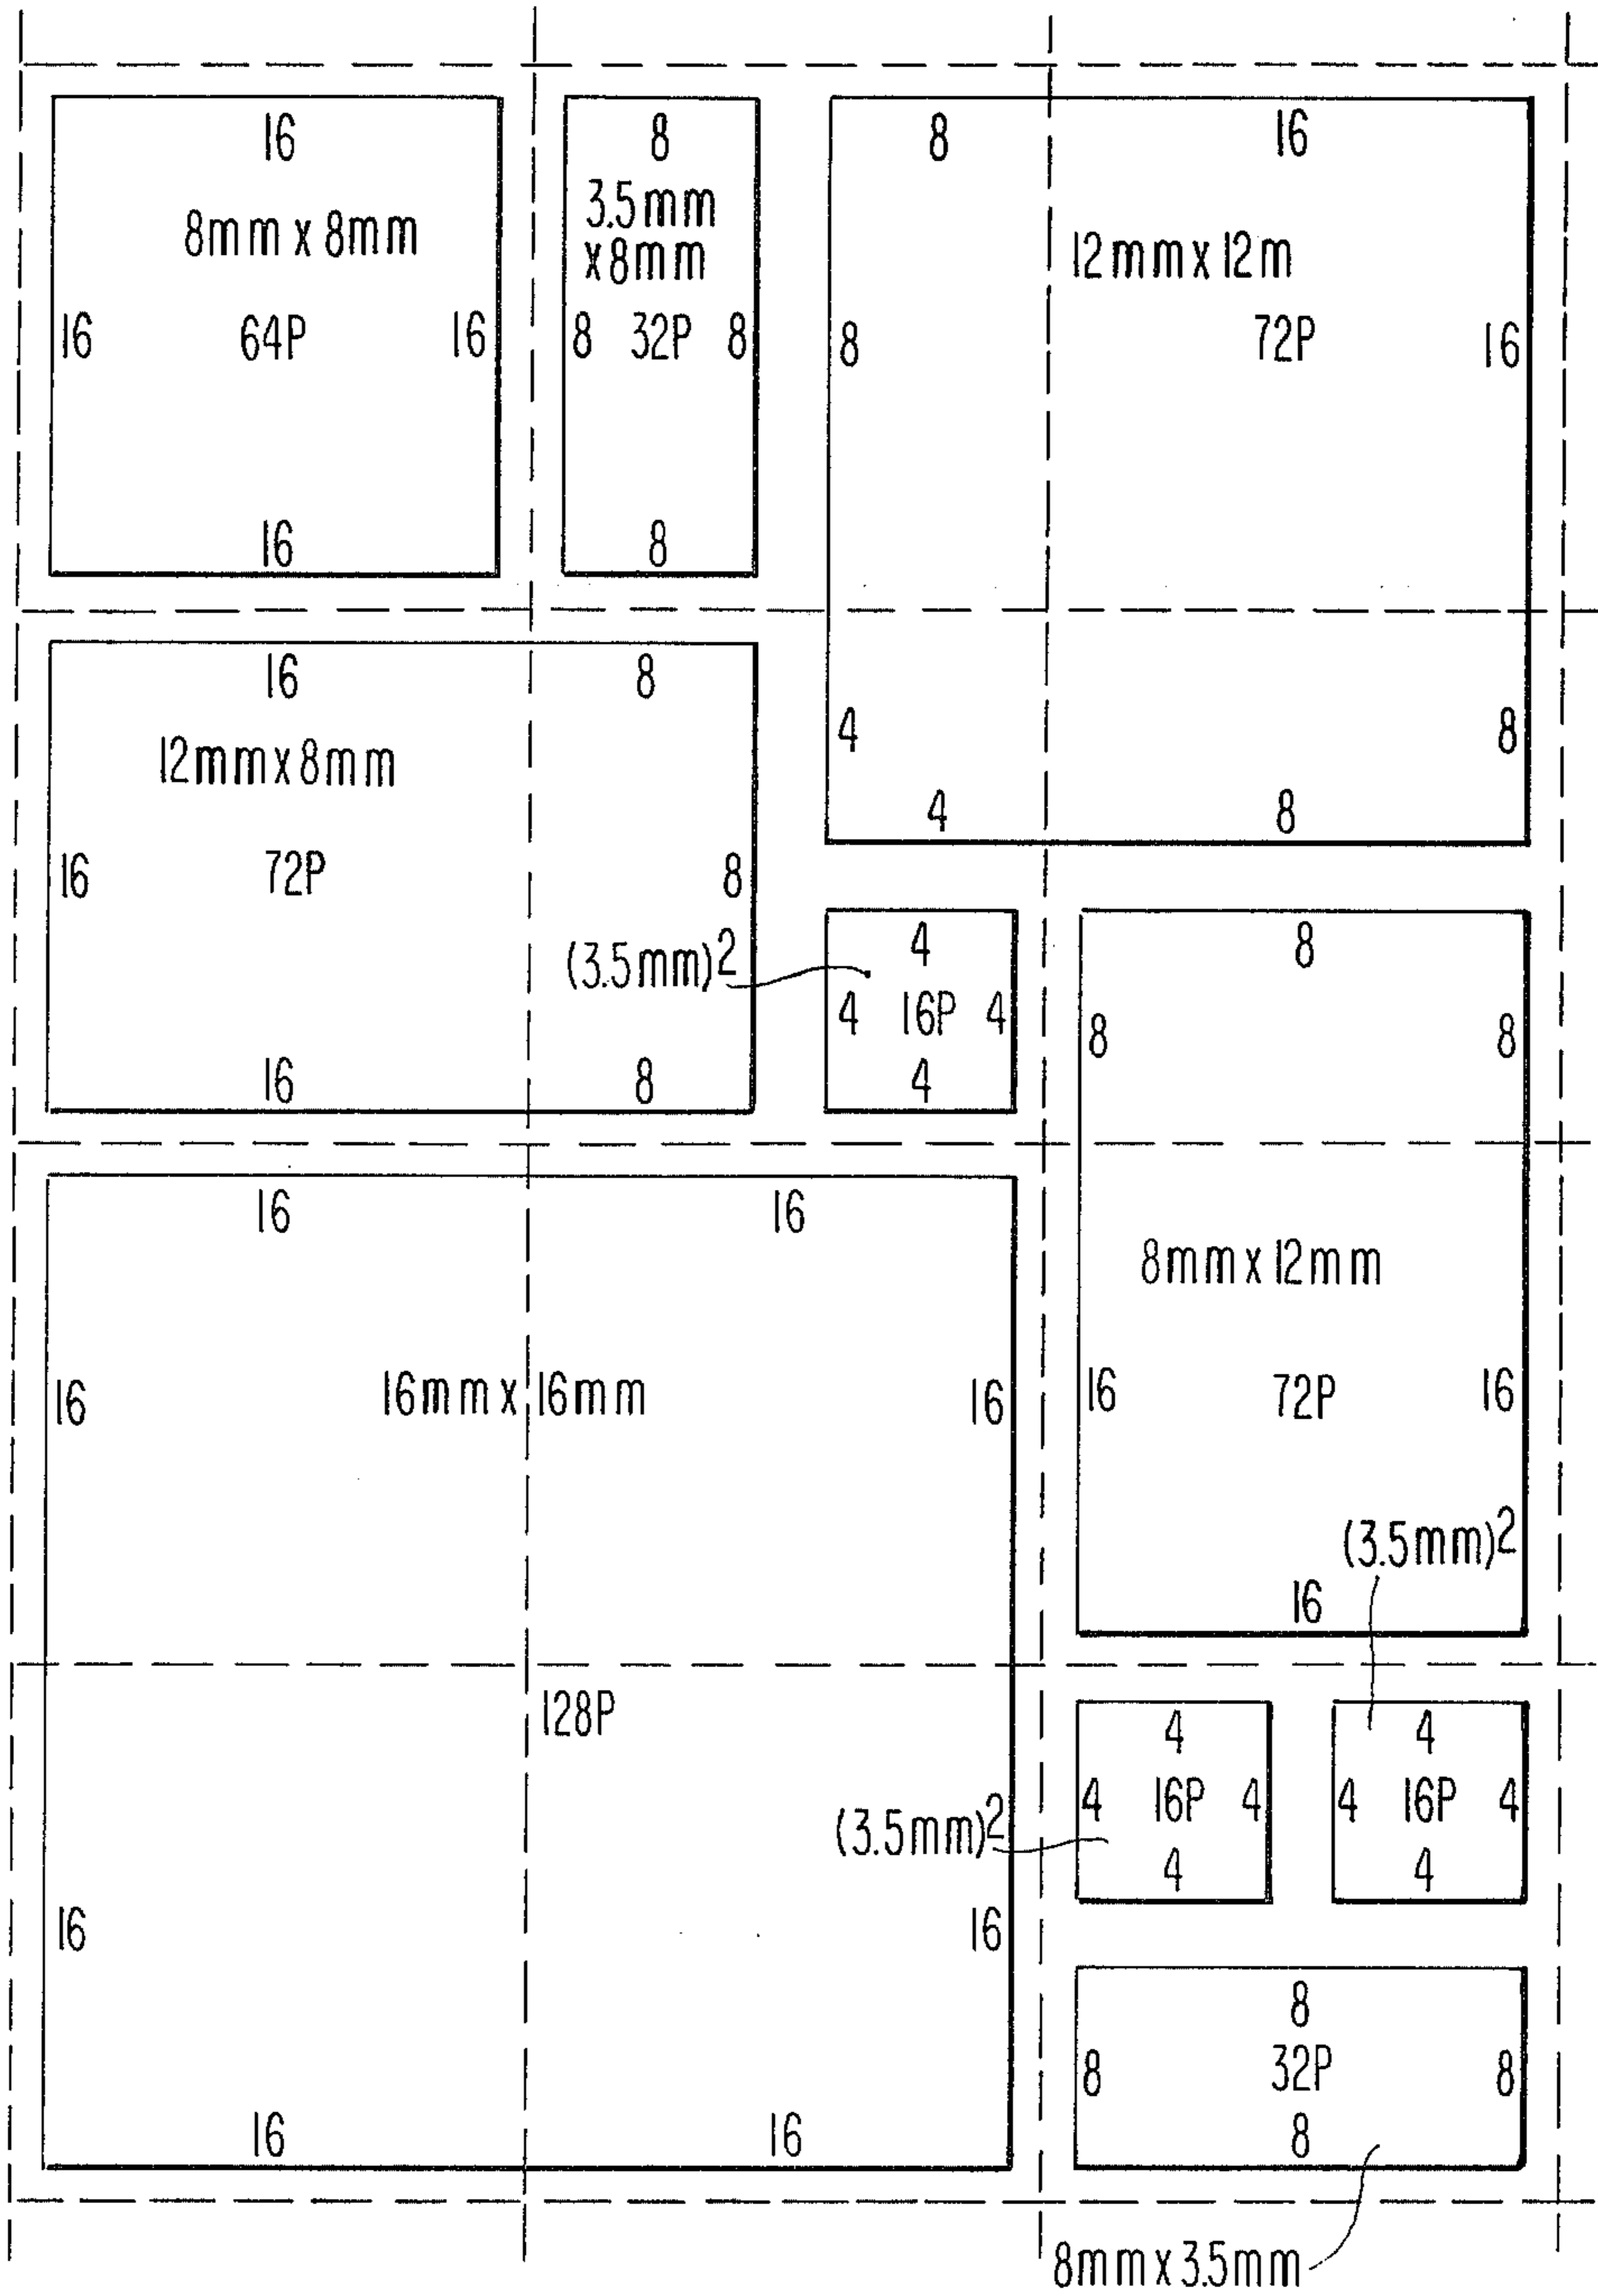 16
8mm x 8mm
16 64P 16
16
8
3.5mm
x8mm
8 32P 8
8
8 16
12mm x 12m
8 72P 16
4 8
4 8
16 8
12mm x 8mm
16 72P 8
16 8
(3.5mm)2
4
4 16P 4
4
8
8 8
8mm x 12mm
16 72P 16
16
16 16
16 16mm x 16mm 16
128P
16 16
16 16
(3.5mm)2
4
4 16P 4
4
(3.5mm)2
4
4 16P 4
4
8
8 32P 8
8
8mm x 3.5mm